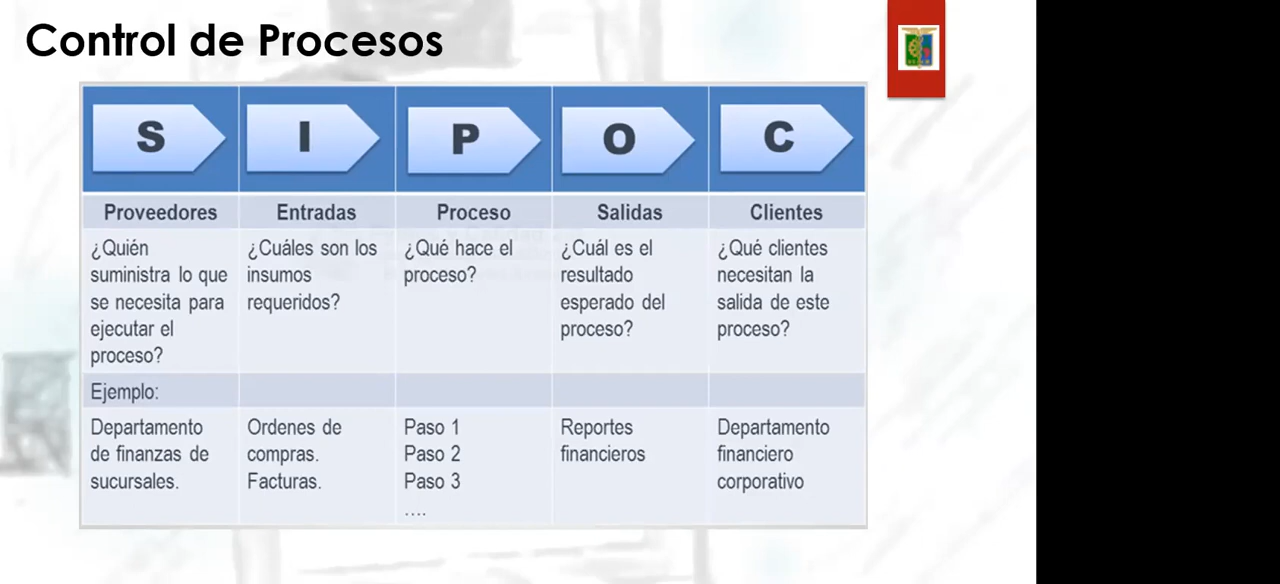 Control de Procesos
S
I
P
O
C
Proveedores
Entradas
Proceso
Salidas
Clientes
¿Quién
suministra lo que
se necesita para
ejecutar el
proceso?
¿Cuáles son los
insumos
requeridos?
¿Qué hace el
proceso?
¿Cuál es el
resultado
esperado del
proceso?
¿Qué clientes
necesitan la
salida de este
proceso?
Ejemplo:
Departamento
de finanzas de
sucursales.
Ordenes de
compras.
Facturas.
Paso 1
Paso 2
Paso 3
....
Reportes
financieros
Departamento
financiero
corporativo